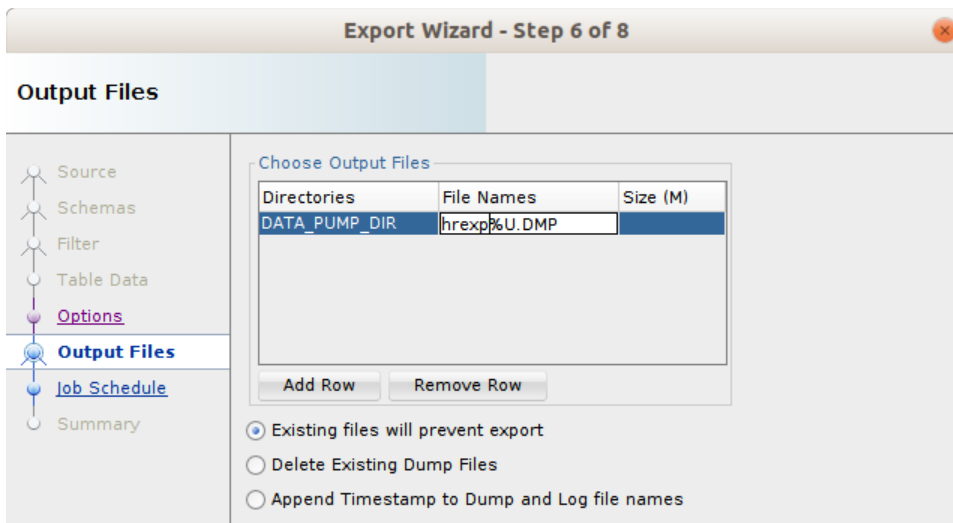 Export Wizard - Step 6 of 8
Output Files
Source
Schemas
Filter
Table Data
Options
Output Files
Job Schedule
Summary
Choose Output Files
Directories File Names Size (M)
DATA_PUMP_DIR hrexp%U.DMP
Add Row Remove Row
Existing files will prevent export
Delete Existing Dump Files
Append Timestamp to Dump and Log file names